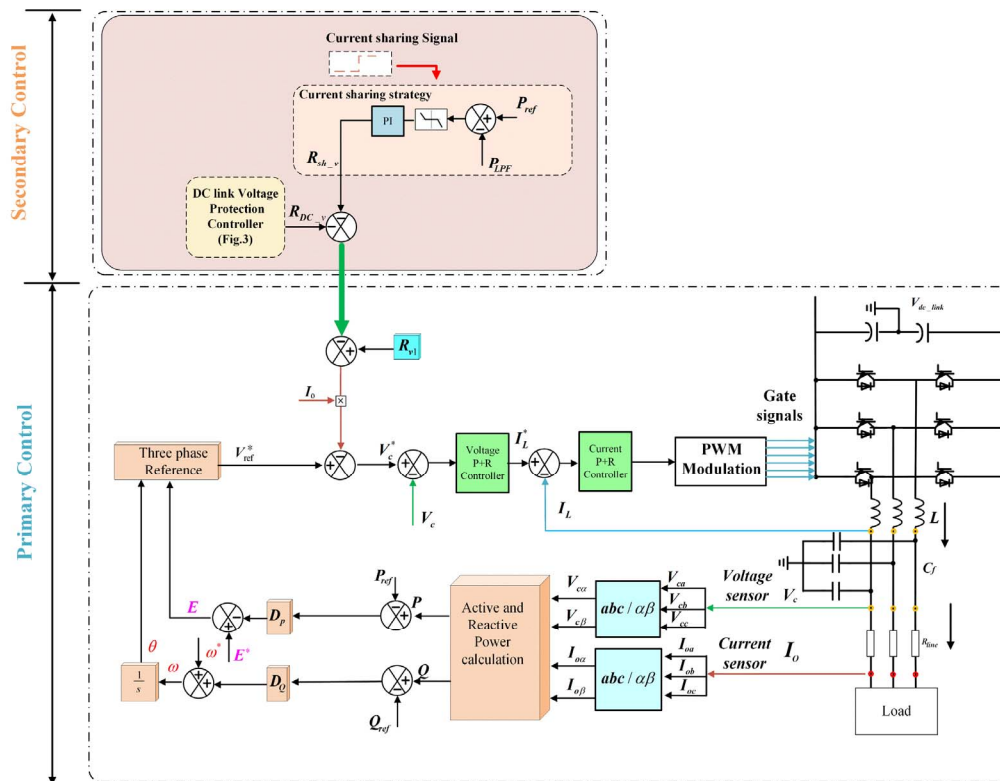 Secondary Control
Current sharing Signal
Current sharing strategy
PI
P_ref
P_LPF
R_sh_v
DC link Voltage
Protection
Controller
(Fig.3)
R_DC_v
Primary Control
R_v1
I_o
×
V_dc_link
Gate
signals
Three phase
Reference
V*_ref
V_c*
Voltage
P+R
Controller
I_L*
Current
P+R
Controller
PWM
Modulation
V_c
I_L
L
C_f
P_ref
P
E
D_p
Active and
Reactive
Power
calculation
V_cα
V_cβ
abc / αβ
V_ca
V_cb
V_cc
Voltage
sensor
V_c
θ
ω*
E*
ω
1/s
D_Q
Q
Q_ref
I_oα
I_oβ
abc / αβ
I_oa
I_ob
I_oc
Current
sensor
I_o
R_line
Load